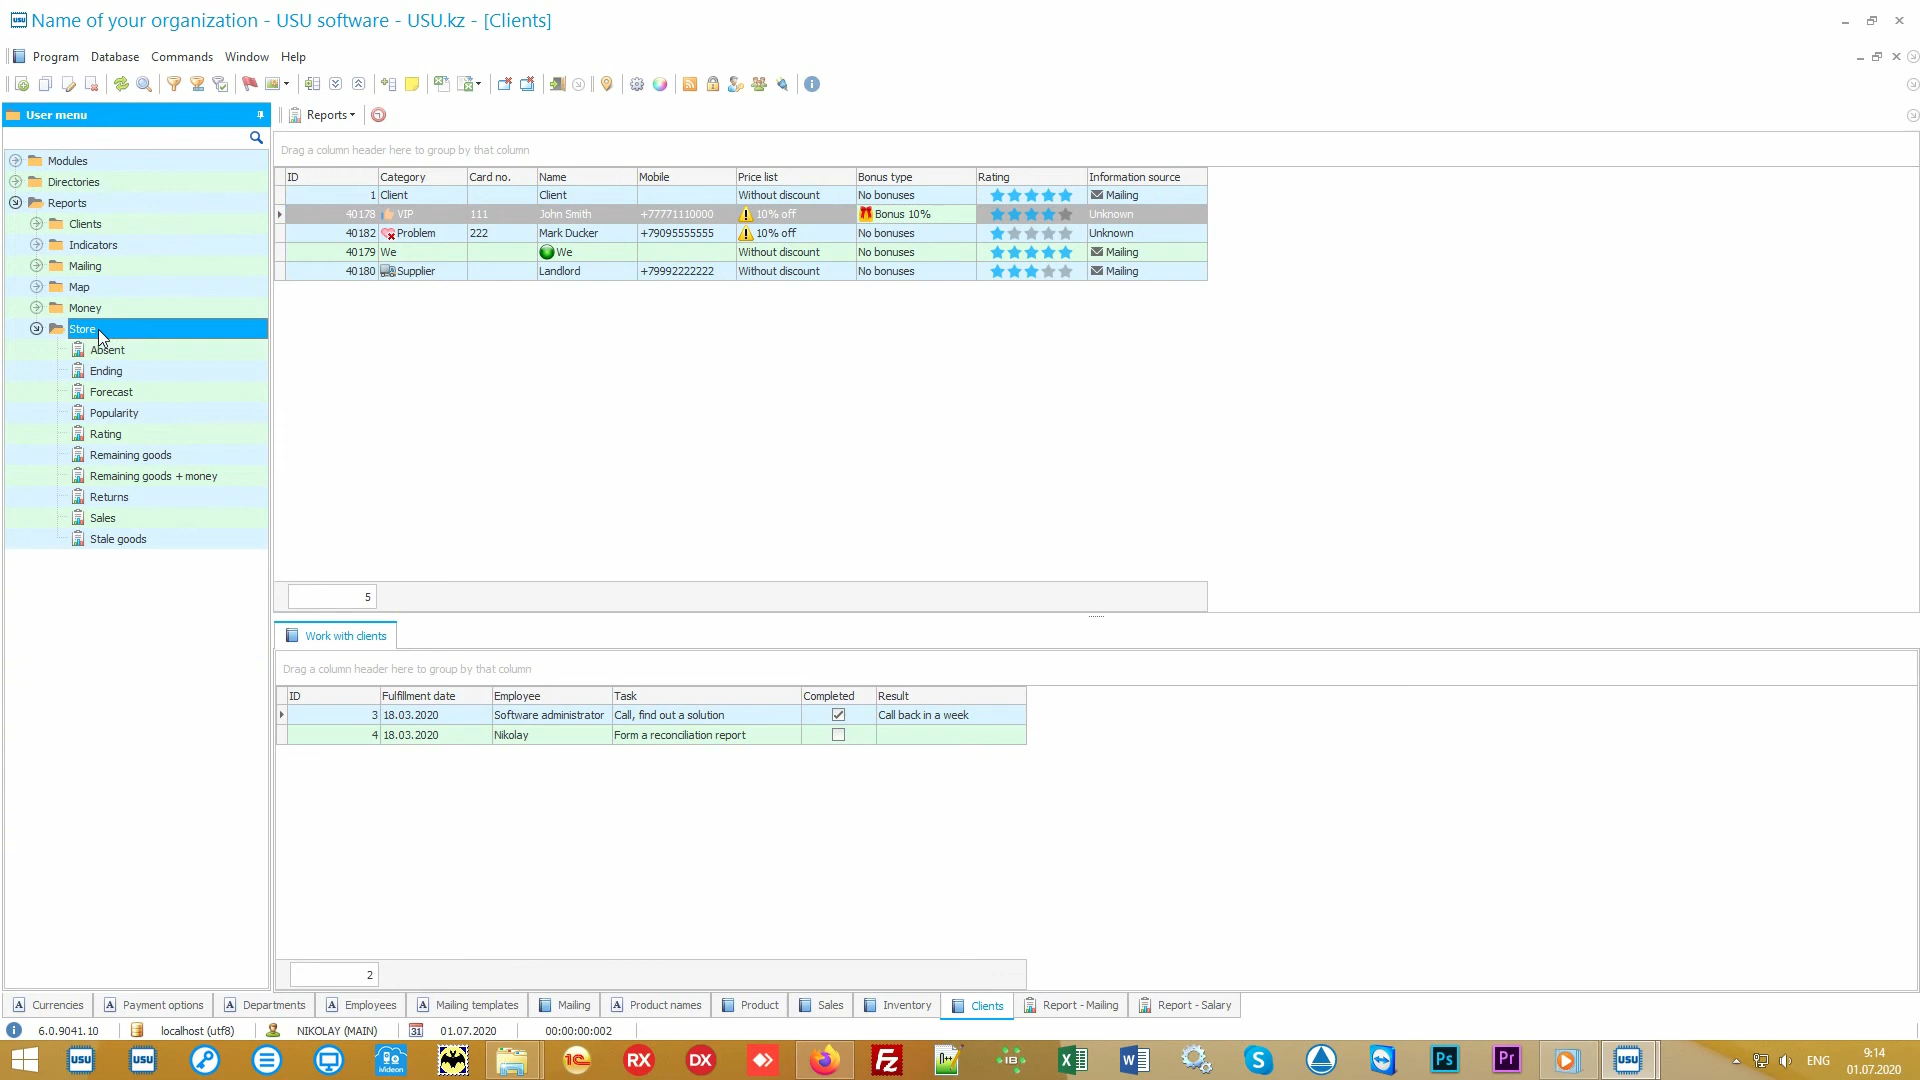 Name of your organization - USU software - USU.kz - [Clients]
Program Database Commands Window Help
User menu
Reports
Drag a column header here to group by that column
Modules
Directories
Reports
Clients
Indicators
Mailing
Map
Money
Store
Absent
Ending
Forecast
Popularity
Rating
Remaining goods
Remaining goods + money
Returns
Sales
Stale goods
ID Category Card no. Name Mobile Price list Bonus type Rating Information source
1 Client Client Without discount No bonuses Mailing
40178 VIP 111 John Smith +77771110000 10% off Bonus 10% Unknown
40182 Problem 222 Mark Ducker +79095555555 10% off No bonuses Unknown
40179 We We Without discount No bonuses Mailing
40180 Supplier Landlord +79992222222 Without discount No bonuses Mailing
5
Work with clients
Drag a column header here to group by that column
ID Fulfillment date Employee Task Completed Result
3 18.03.2020 Software administrator Call, find out a solution Call back in a week
4 18.03.2020 Nikolay Form a reconciliation report
2
Currencies Payment options Departments Employees Mailing templates Mailing Product names Product Sales Inventory Clients Report - Mailing Report - Salary
6.0.9041.10 localhost (utf8) NIKOLAY (MAIN) 31 01.07.2020 00:00:00:002
USU USU ivideon 1C RX DX FZ IB X W S Ps Pr USU ENG 9:14
01.07.2020